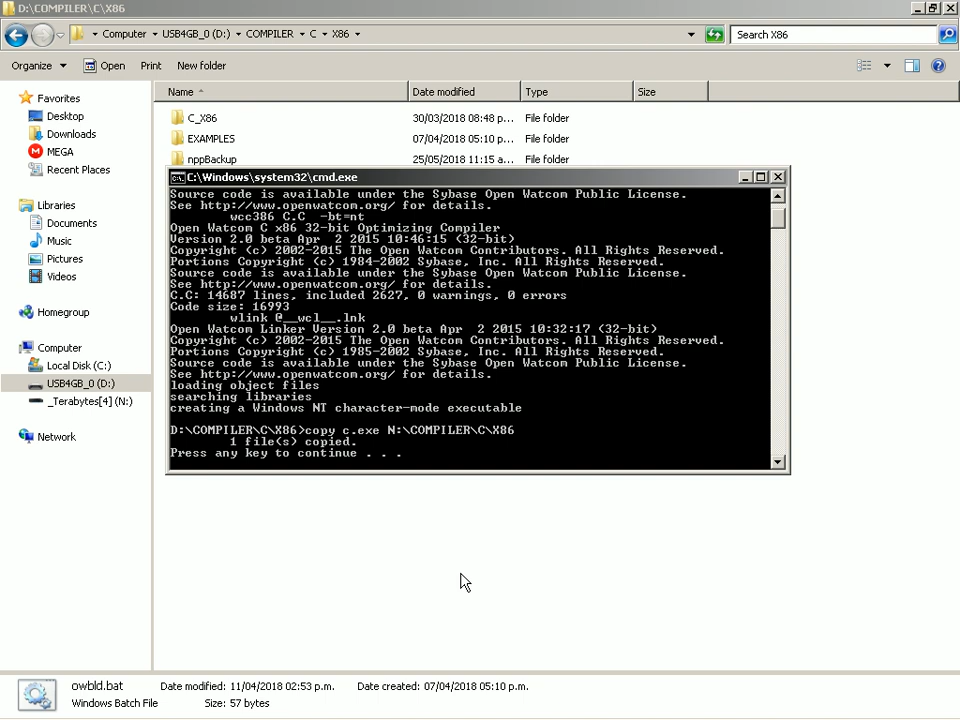 D:\COMPILER\C\X86
Computer USB4GB_0 (D:) COMPILER C X86
Search X86
Organize Open Print New folder
Name Date modified Type Size
Favorites
Desktop
Downloads
MEGA
Recent Places
Libraries
Documents
Music
Pictures
Videos
Homegroup
Computer
Local Disk (C:)
USB4GB_0 (D:)
_Terabytes[4] (N:)
Network
C_X86 30/03/2018 08:48 p... File folder
EXAMPLES 07/04/2018 05:10 p... File folder
nppBackup 25/05/2018 11:15 a... File folder
C:\Windows\system32\cmd.exe
Source code is available under the Sybase Open Watcom Public License.
See http://www.openwatcom.org/ for details.
wcc386 C.C -bt=nt
Open Watcom C x86 32-bit Optimizing Compiler
Version 2.0 beta Apr 2 2015 10:46:15 (32-bit)
Copyright (c) 2002-2015 The Open Watcom Contributors. All Rights Reserved.
Portions Copyright (c) 1984-2002 Sybase, Inc. All Rights Reserved.
Source code is available under the Sybase Open Watcom Public License.
See http://www.openwatcom.org/ for details.
C.C: 14687 lines, included 2627, 0 warnings, 0 errors
Code size: 16993
wlink @__wcl__.lnk
Open Watcom Linker Version 2.0 beta Apr 2 2015 10:32:17 (32-bit)
Copyright (c) 2002-2015 The Open Watcom Contributors. All Rights Reserved.
Portions Copyright (c) 1985-2002 Sybase, Inc. All Rights Reserved.
Source code is available under the Sybase Open Watcom Public License.
See http://www.openwatcom.org/ for details.
loading object files
searching libraries
creating a Windows NT character-mode executable
D:\COMPILER\C\X86>copy c.exe N:\COMPILER\C\X86
1 file(s) copied.
Press any key to continue . . .
owbld.bat Date modified: 11/04/2018 02:53 p.m. Date created: 07/04/2018 05:10 p.m.
Windows Batch File Size: 57 bytes